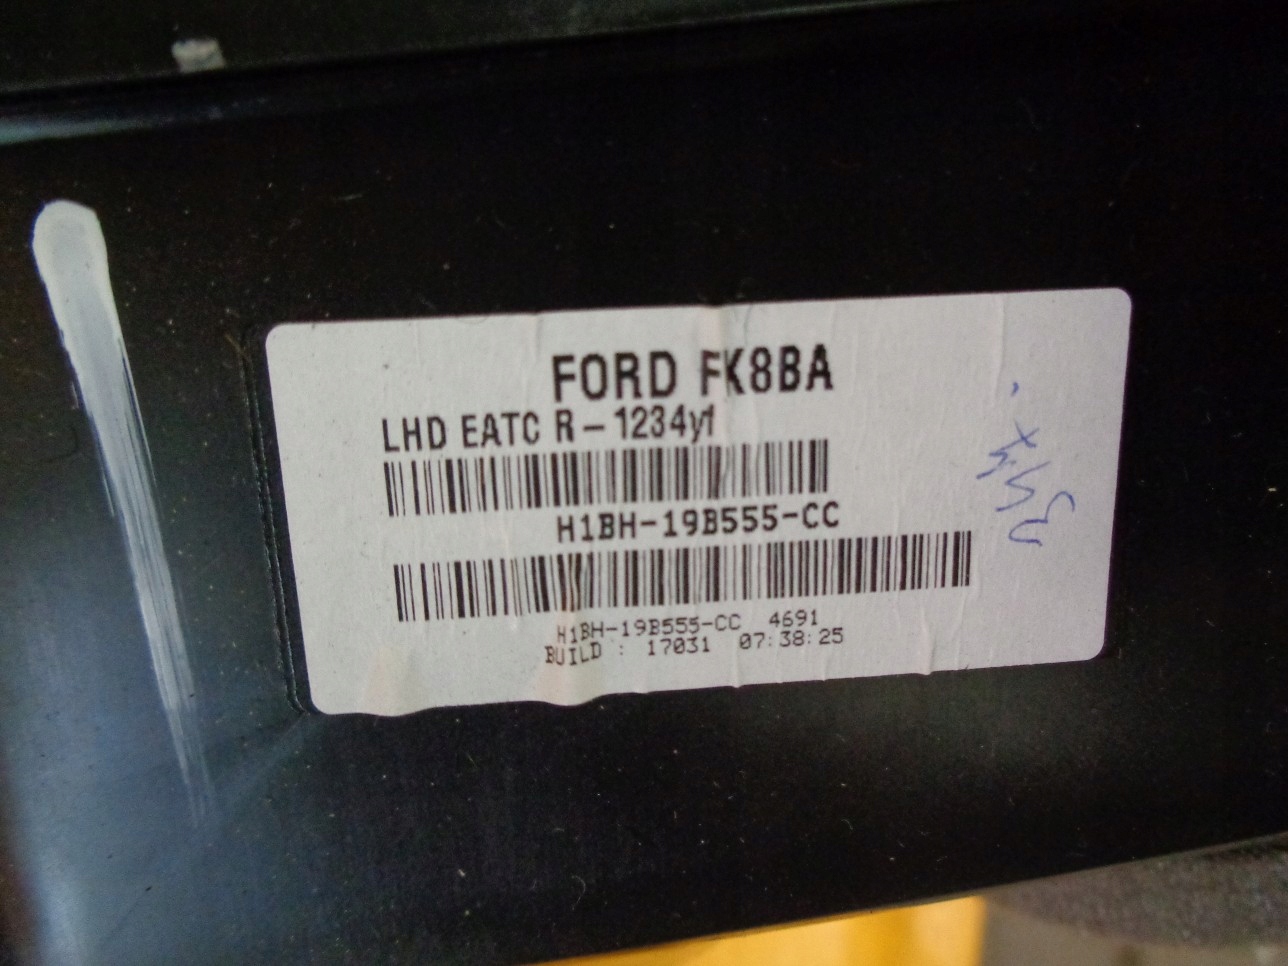 FORD FK8BA
LHD EATC R-1234yf
H1BH-19B555-CC
H1BH-19B555-CC 4691
BUILD : 17031 07:38:25